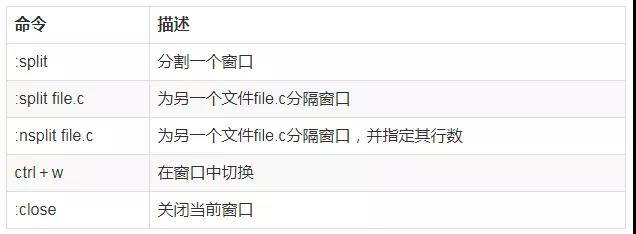 命令 描述
:split 分割一个窗口
:split file.c 为另一个文件file.c分隔窗口
:nsplit file.c 为另一个文件file.c分隔窗口，并指定其行数
ctrl + w 在窗口中切换
:close 关闭当前窗口